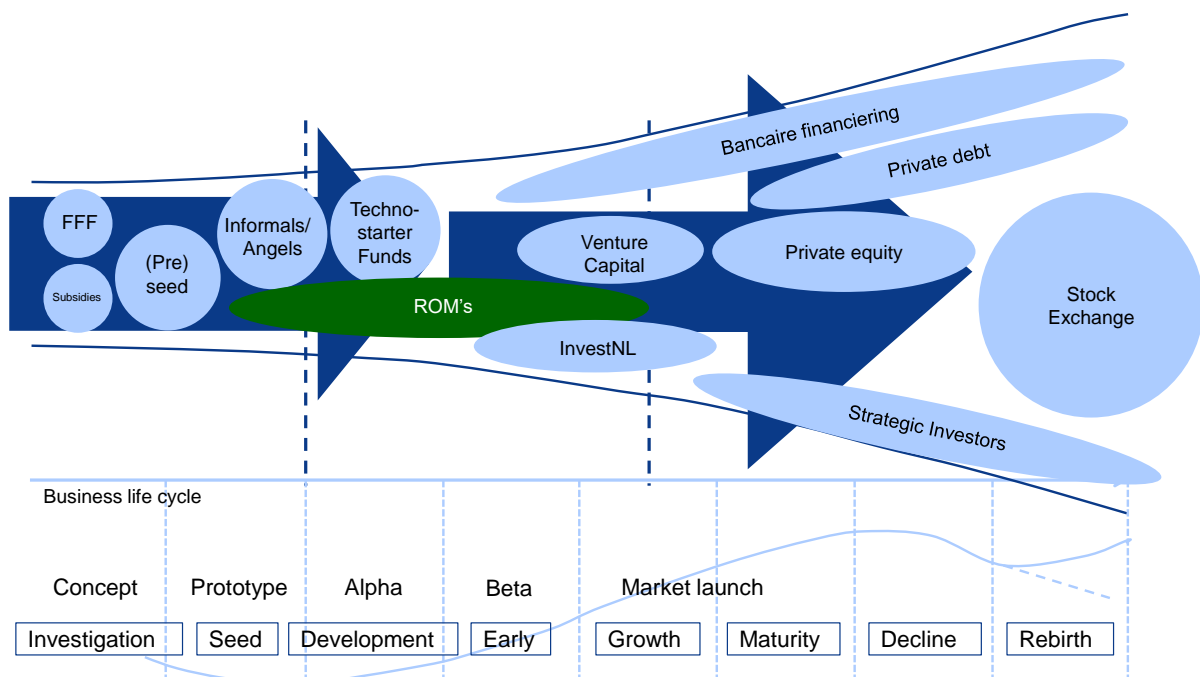 Bancaire financiering
Private debt
FFF
Subsidies
(Pre)
seed
Informals/
Angels
Techno-
starter
Funds
ROM's
Venture
Capital
InvestNL
Private equity
Strategic Investors
Stock
Exchange
Business life cycle
Concept
Prototype
Alpha
Beta
Market launch
Investigation
Seed
Development
Early
Growth
Maturity
Decline
Rebirth